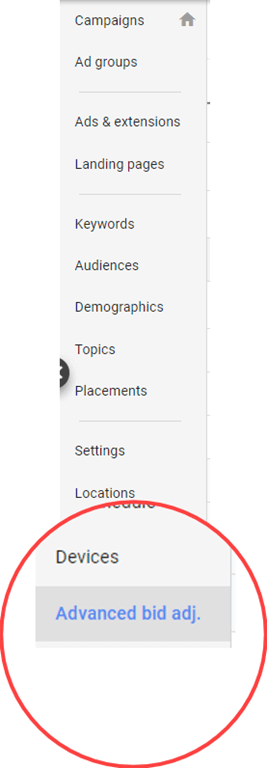 Campaigns
Ad groups
Ads & extensions
Landing pages
Keywords
Audiences
Demographics
Topics
Placements
Settings
Locations
Devices
Advanced bid adj.